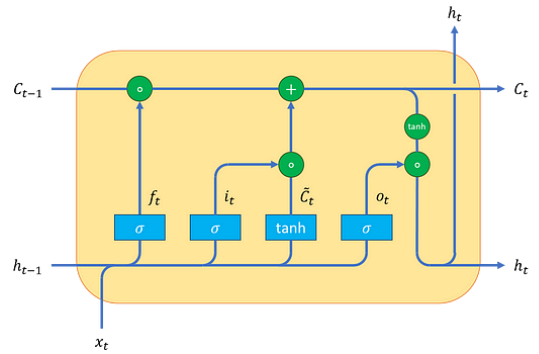 h_t
C_{t-1} ∘ + C_t
tanh
∘ ∘
f_t i_t C̃_t o_t
σ σ tanh σ
h_{t-1} h_t
x_t